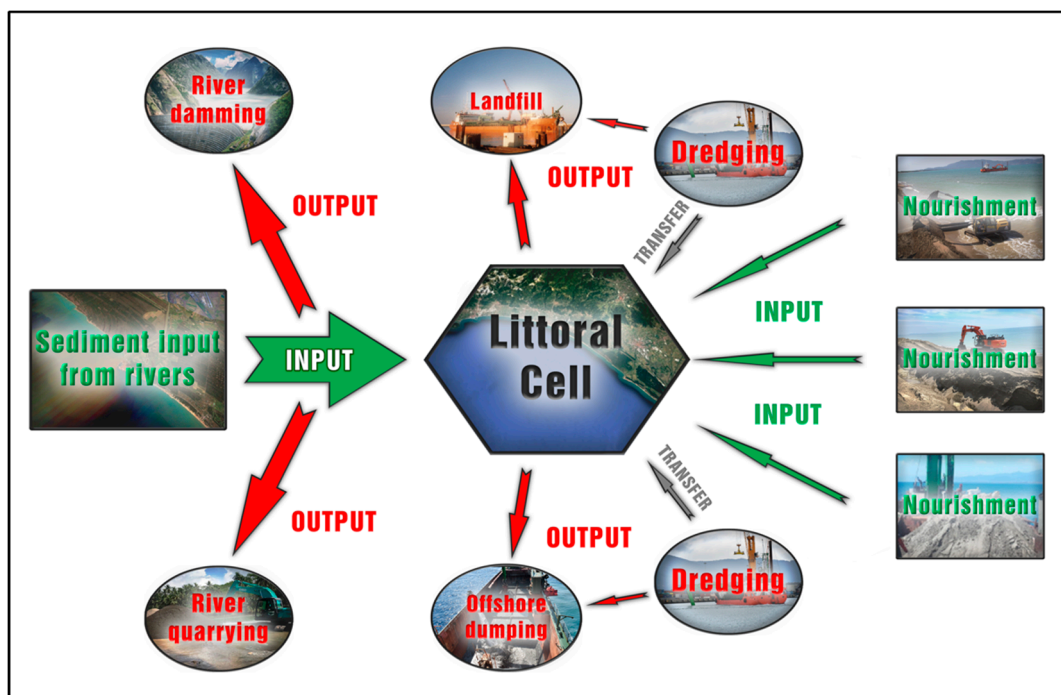 River
damming
OUTPUT
Landfill
OUTPUT
Dredging
TRANSFER
Nourishment
INPUT
Sediment input
from rivers
INPUT
Littoral
Cell
Nourishment
INPUT
OUTPUT
River
quarrying
TRANSFER
OUTPUT
Offshore
dumping
Dredging
Nourishment